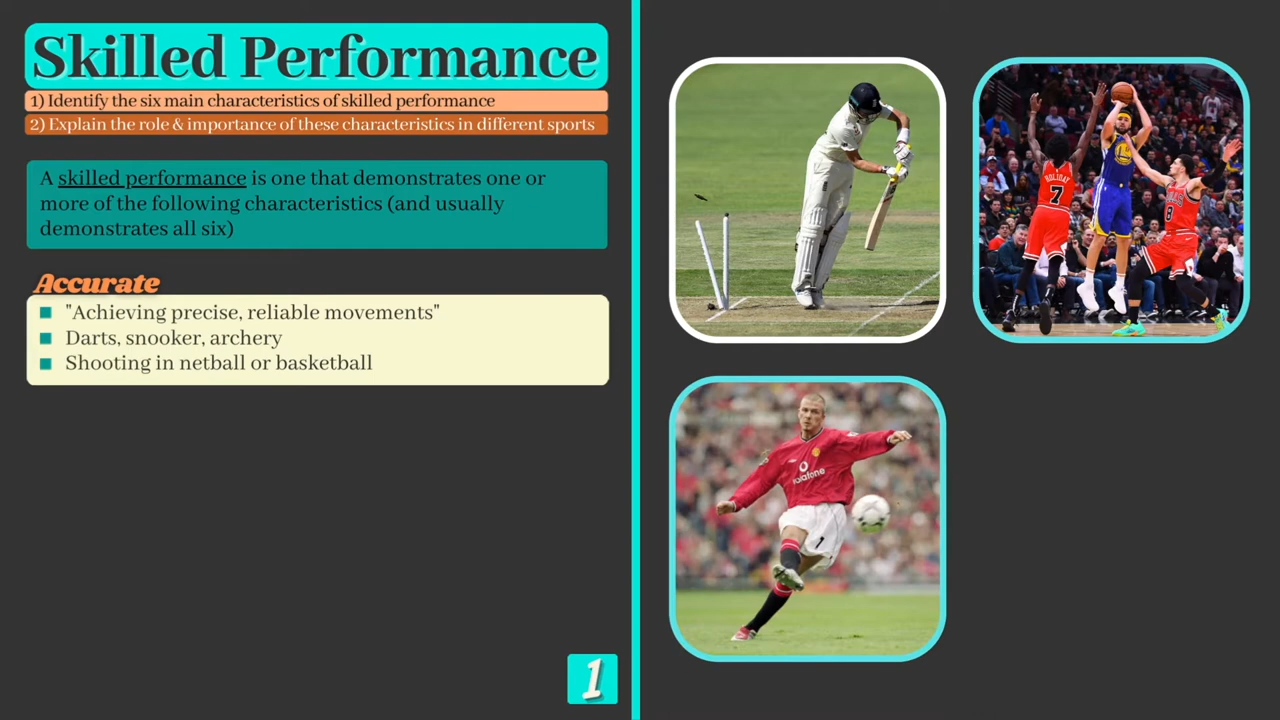 Skilled Performance
1) Identify the six main characteristics of skilled performance
2) Explain the role & importance of these characteristics in different sports
A skilled performance is one that demonstrates one or
more of the following characteristics (and usually
demonstrates all six)
Accurate
"Achieving precise, reliable movements"
Darts, snooker, archery
Shooting in netball or basketball
1
HOLIDAY
7
8
vodafone
7